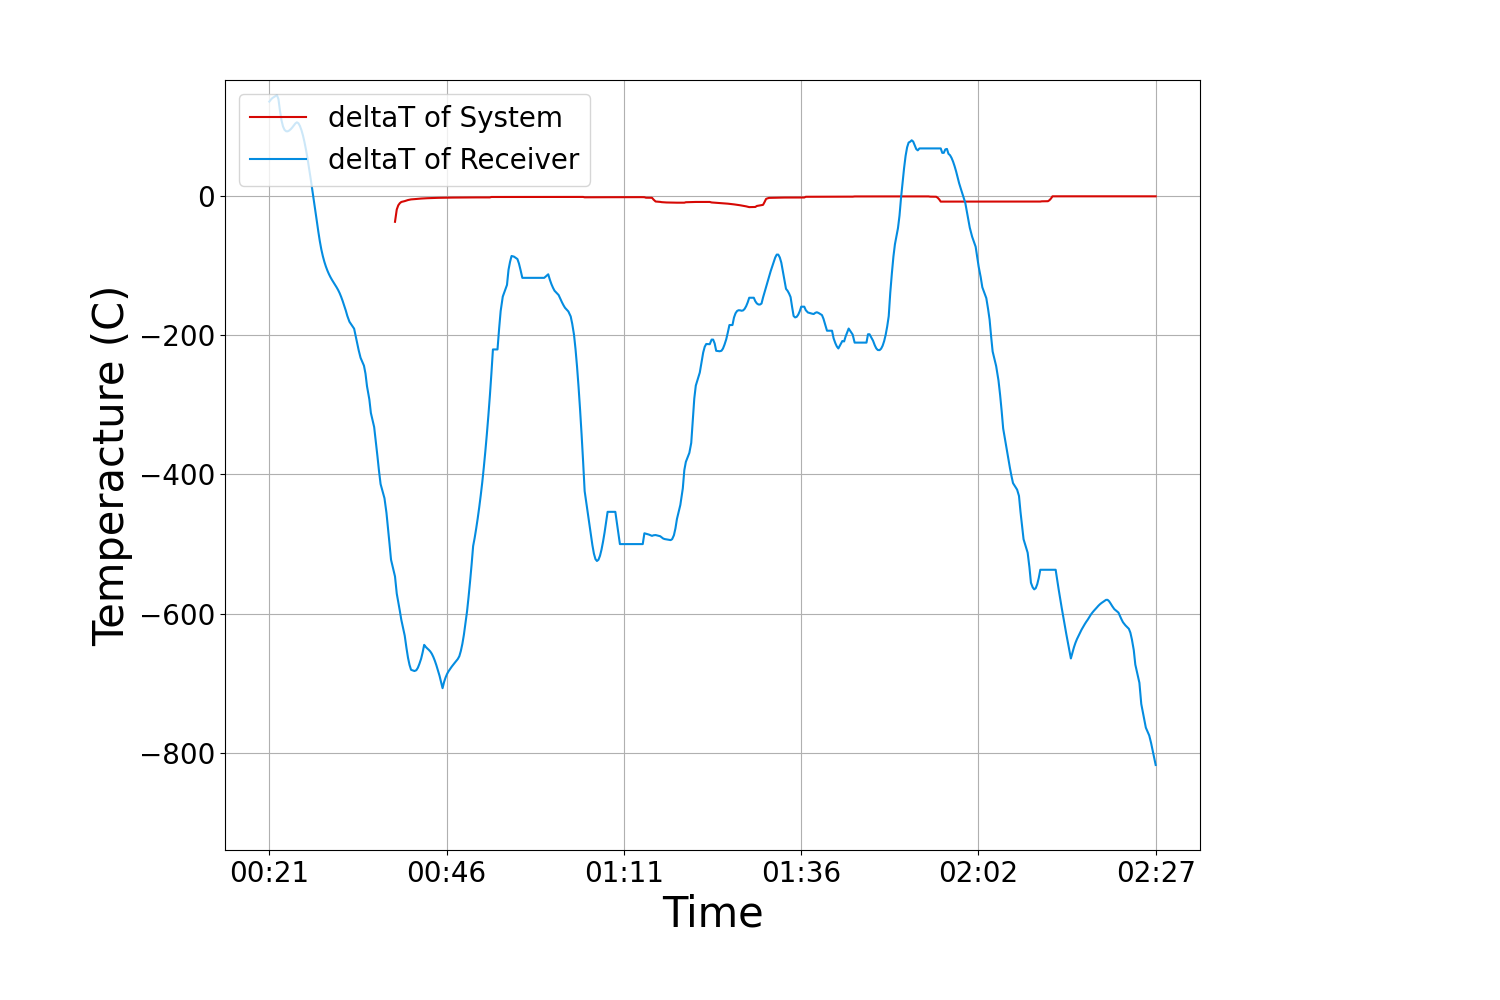 deltaT of System
deltaT of Receiver
0
−200
−400
−600
−800
Temperacture (C)
00:21 00:46 01:11 01:36 02:02 02:27
Time